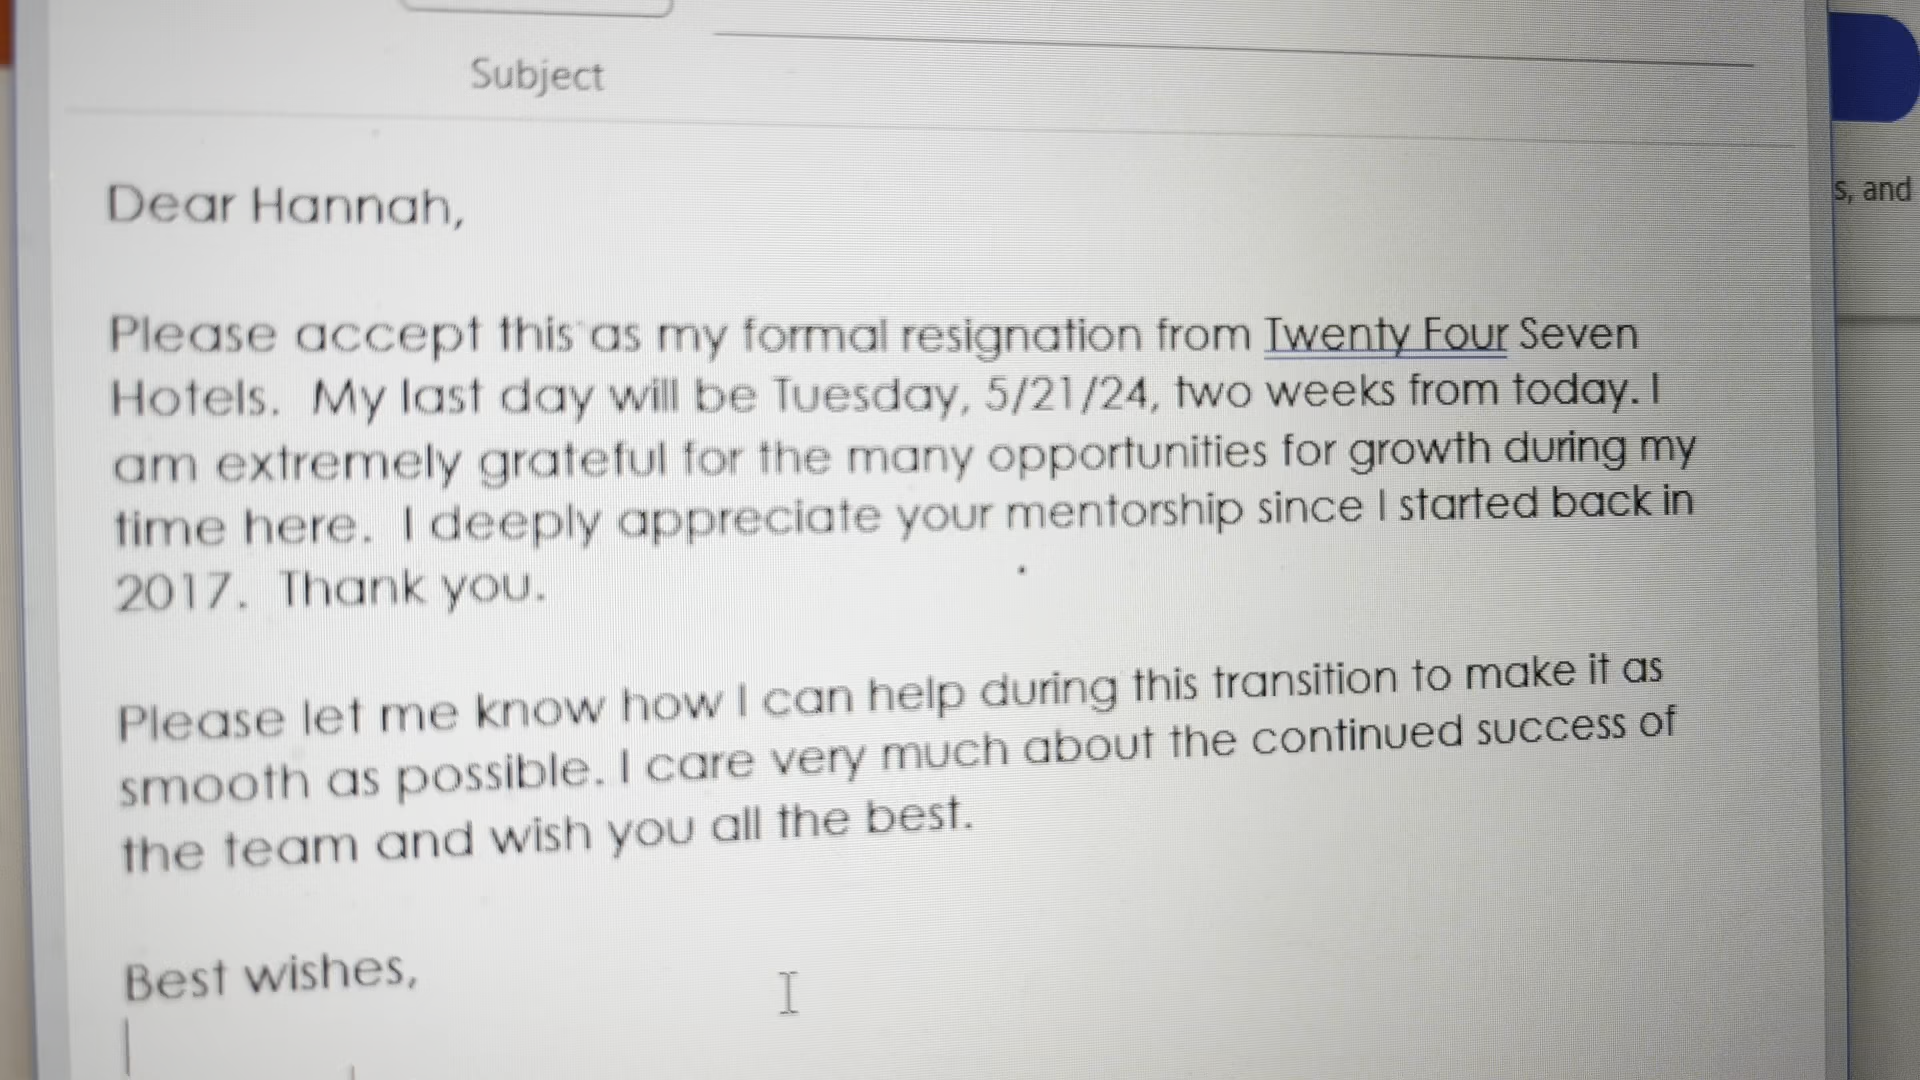 Subject
s, and
Dear Hannah,
Please accept this as my formal resignation from Twenty Four Seven
Hotels.  My last day will be Tuesday, 5/21/24, two weeks from today. I
am extremely grateful for the many opportunities for growth during my
time here.  I deeply appreciate your mentorship since I started back in
2017.  Thank you.
Please let me know how I can help during this transition to make it as
smooth as possible. I care very much about the continued success of
the team and wish you all the best.
Best wishes,